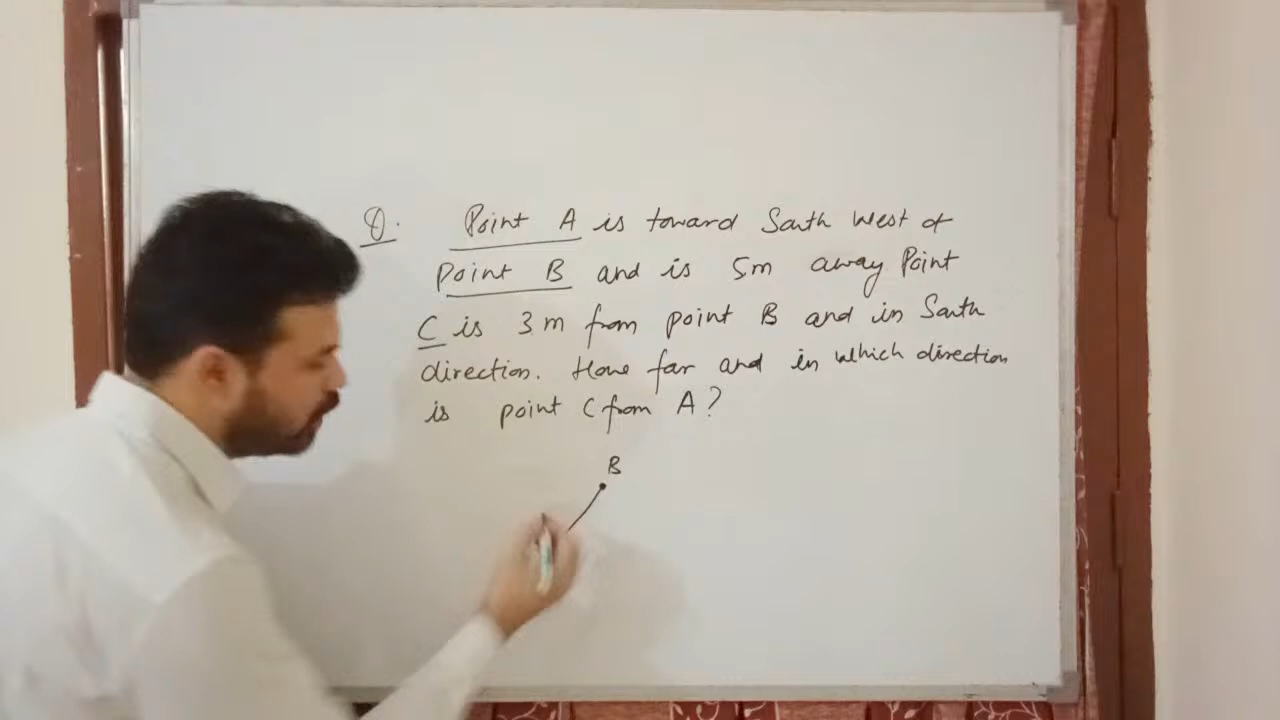 Q. Point A is toward South West of
Point B and is 5m away Point
C is 3 m from point B and in South
direction. How far and in which direction
is point C from A?
B